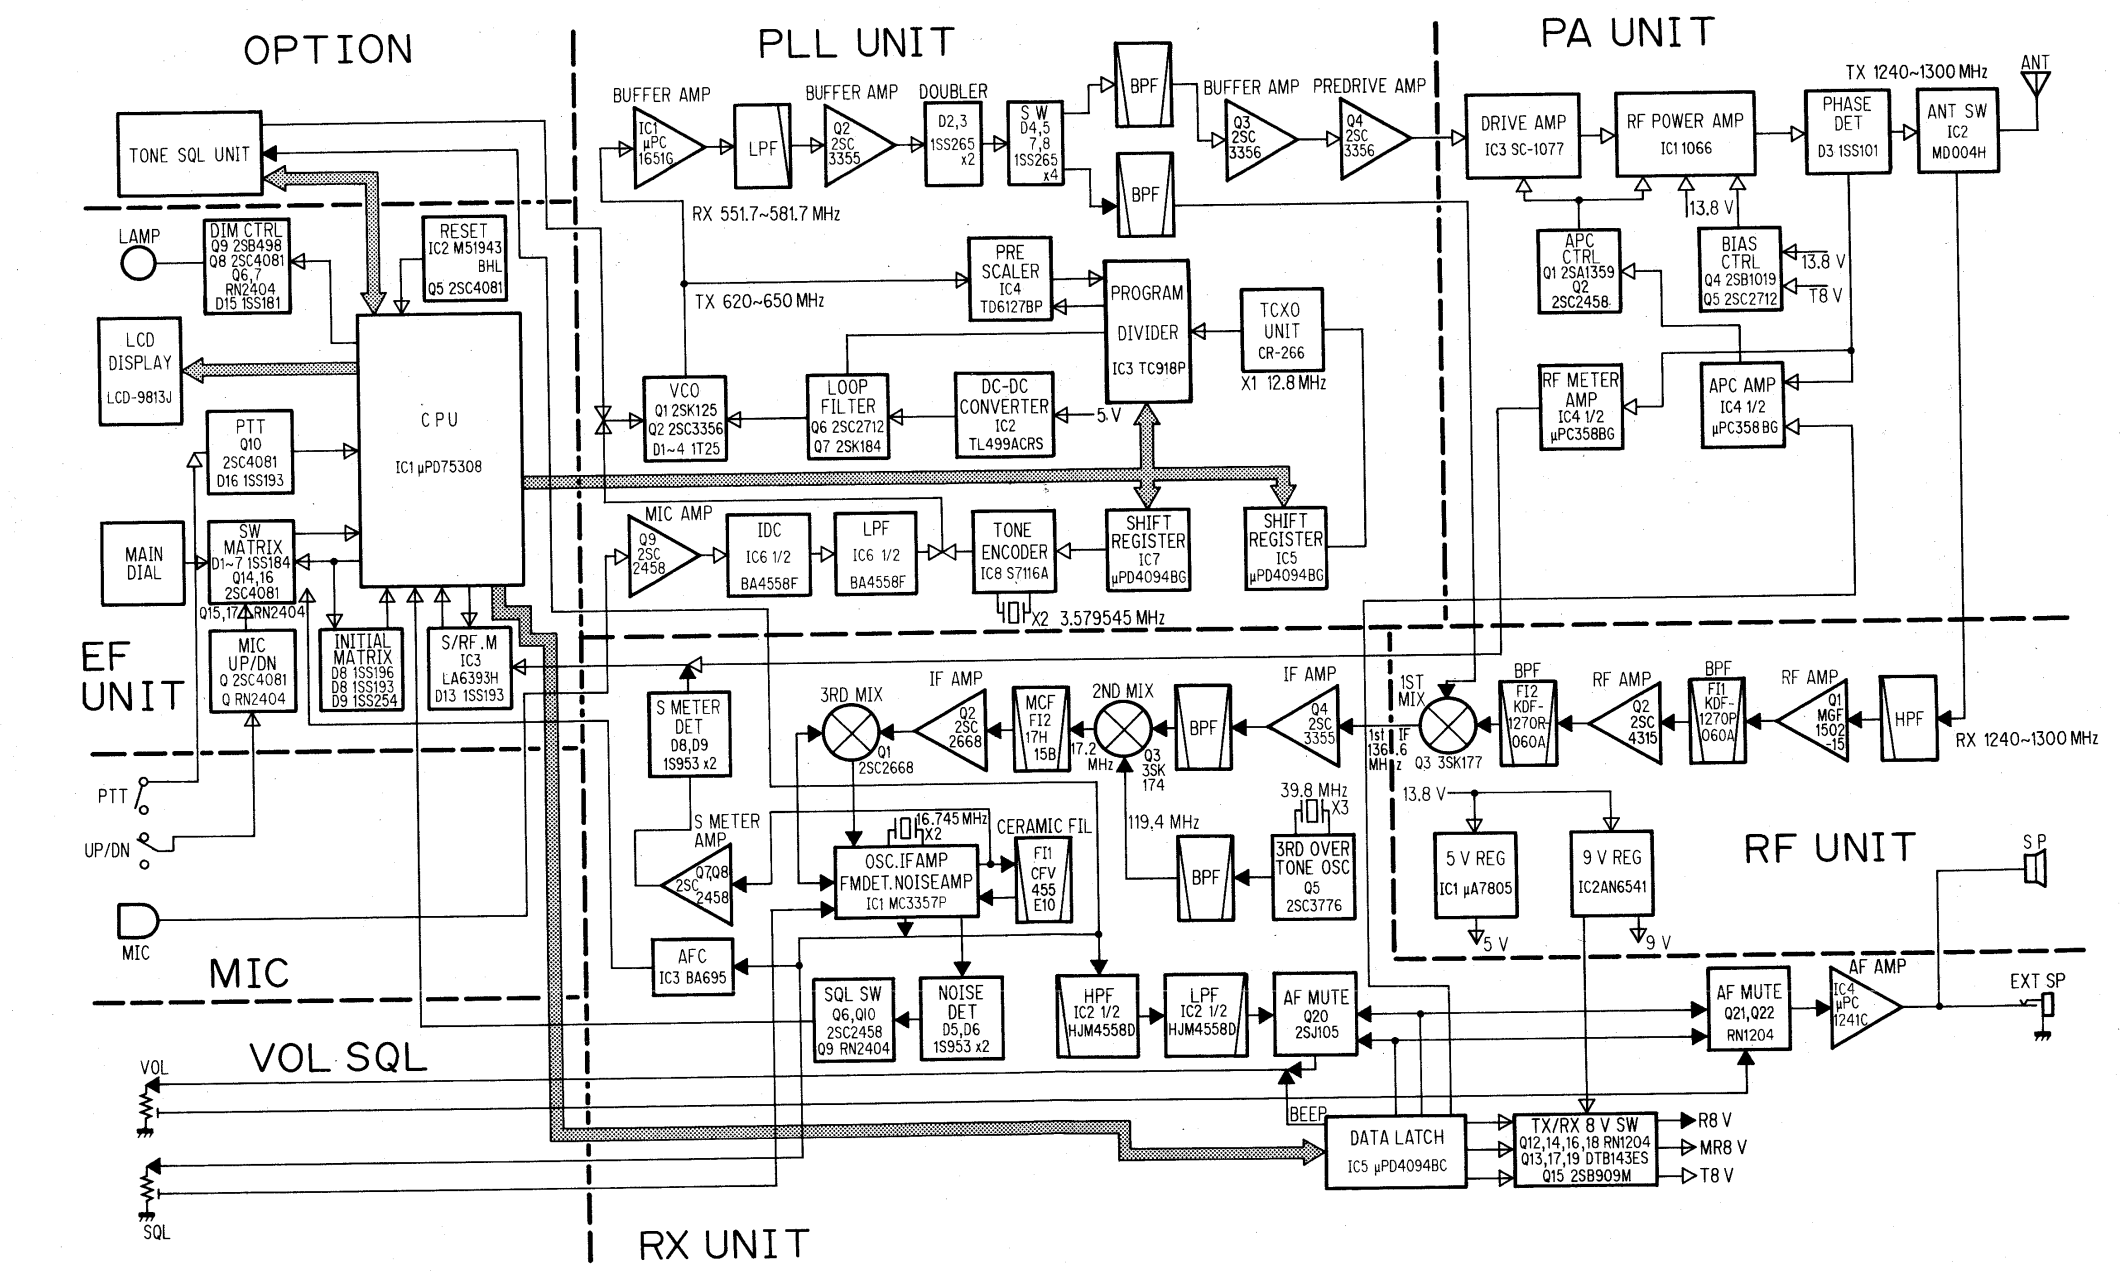 OPTION
TONE SQL UNIT
LAMP
DIM CTRL
Q9 2SB498
Q8 2SC4081
Q6,7
RN2404
D15 1SS181
RESET
IC2 M51943
BHL
Q5 2SC4081
LCD
DISPLAY
LCD-9813J
CPU
IC1 µPD75308
PTT
Q10
2SC4081
D16 1SS193
MAIN
DIAL
SW
MATRIX
D1~7 1SS184
Q14,16
2SC4081
Q15,17 RN2404
MIC
UP/DN
Q 2SC4081
Q RN2404
INITIAL
MATRIX
D8 1SS196
D8 1SS193
D9 1SS254
S/RF.M
IC3
LA6393H
D13 1SS193
EF
UNIT
PTT
UP/DN
MIC
MIC
VOL SQL
VOL
SQL
PLL UNIT
BUFFER AMP
IC1
µPC
1651G
LPF
BUFFER AMP
Q2
2SC
3355
DOUBLER
D2,3
1SS265
x2
SW
D4,5
7,8
1SS265
x4
BPF
BPF
BUFFER AMP
Q3
2SC
3356
PREDRIVE AMP
Q4
2SC
3356
RX 551.7~581.7 MHz
TX 620~650 MHz
PRE
SCALER
IC4
TD6127BP
PROGRAM
DIVIDER
IC3 TC918P
TCXO
UNIT
CR-266
X1 12.8 MHz
VCO
Q1 2SK125
Q2 2SC3356
D1~4 1T25
LOOP
FILTER
Q6 2SC2712
Q7 2SK184
DC-DC
CONVERTER
IC2
TL499ACRS
5 V
MIC AMP
Q9
2SC
2458
IDC
IC6 1/2
BA4558F
LPF
IC6 1/2
BA4558F
TONE
ENCODER
IC8 S7116A
X2 3.579545 MHz
SHIFT
REGISTER
IC7
µPD4094BG
SHIFT
REGISTER
IC5
µPD4094BG
PA UNIT
DRIVE AMP
IC3 SC-1077
RF POWER AMP
IC1 1066
TX 1240~1300 MHz
PHASE
DET
D3 1SS101
ANT SW
IC2
MD004H
ANT
13.8 V
APC
CTRL
Q1 2SA1359
Q2
2SC2458
BIAS
CTRL
Q4 2SB1019
Q5 2SC2712
13.8 V
T8 V
RF METER
AMP
IC4 1/2
µPC358BG
APC AMP
IC4 1/2
µPC358BG
S METER
DET
D8,D9
1S953 x2
3RD MIX
Q1
2SC2668
IF AMP
Q2
2SC
2668
MCF
FI2
17H
15B
17.2
MHz
2ND MIX
Q3
3SK
174
BPF
IF AMP
Q4
2SC
3355
1st IF
136.6
MHz
1ST
MIX
Q3 3SK177
BPF
FI2
KDF-
1270R-
060A
RF AMP
Q2
2SC
4315
BPF
FI1
KDF-
1270P
060A
RF AMP
Q1
MGF
1502
-15
HPF
RX 1240~1300 MHz
S METER
AMP
Q7,Q8
2SC
2458
16.745 MHz
X2
OSC.IFAMP
FMDET.NOISEAMP
IC1 MC3357P
CERAMIC FIL
FI1
CFV
455
E10
119.4 MHz
BPF
39.8 MHz
X3
3RD OVER
TONE OSC
Q5
2SC3776
13.8 V
5 V REG
IC1 µA7805
5 V
9 V REG
IC2AN6541
9 V
RF UNIT
SP
AFC
IC3 BA695
SQL SW
Q6,Q10
2SC2458
Q9 RN2404
NOISE
DET
D5,D6
1S953 x2
HPF
IC2 1/2
HJM4558D
LPF
IC2 1/2
HJM4558D
AF MUTE
Q20
2SJ105
AF MUTE
Q21,Q22
RN1204
AF AMP
IC4
µPC
1241C
EXT SP
BEEP
DATA LATCH
IC5 µPD4094BC
TX/RX 8 V SW
Q12,14,16,18 RN1204
Q13,17,19 DTB143ES
Q15 2SB909M
R8 V
MR8 V
T8 V
RX UNIT